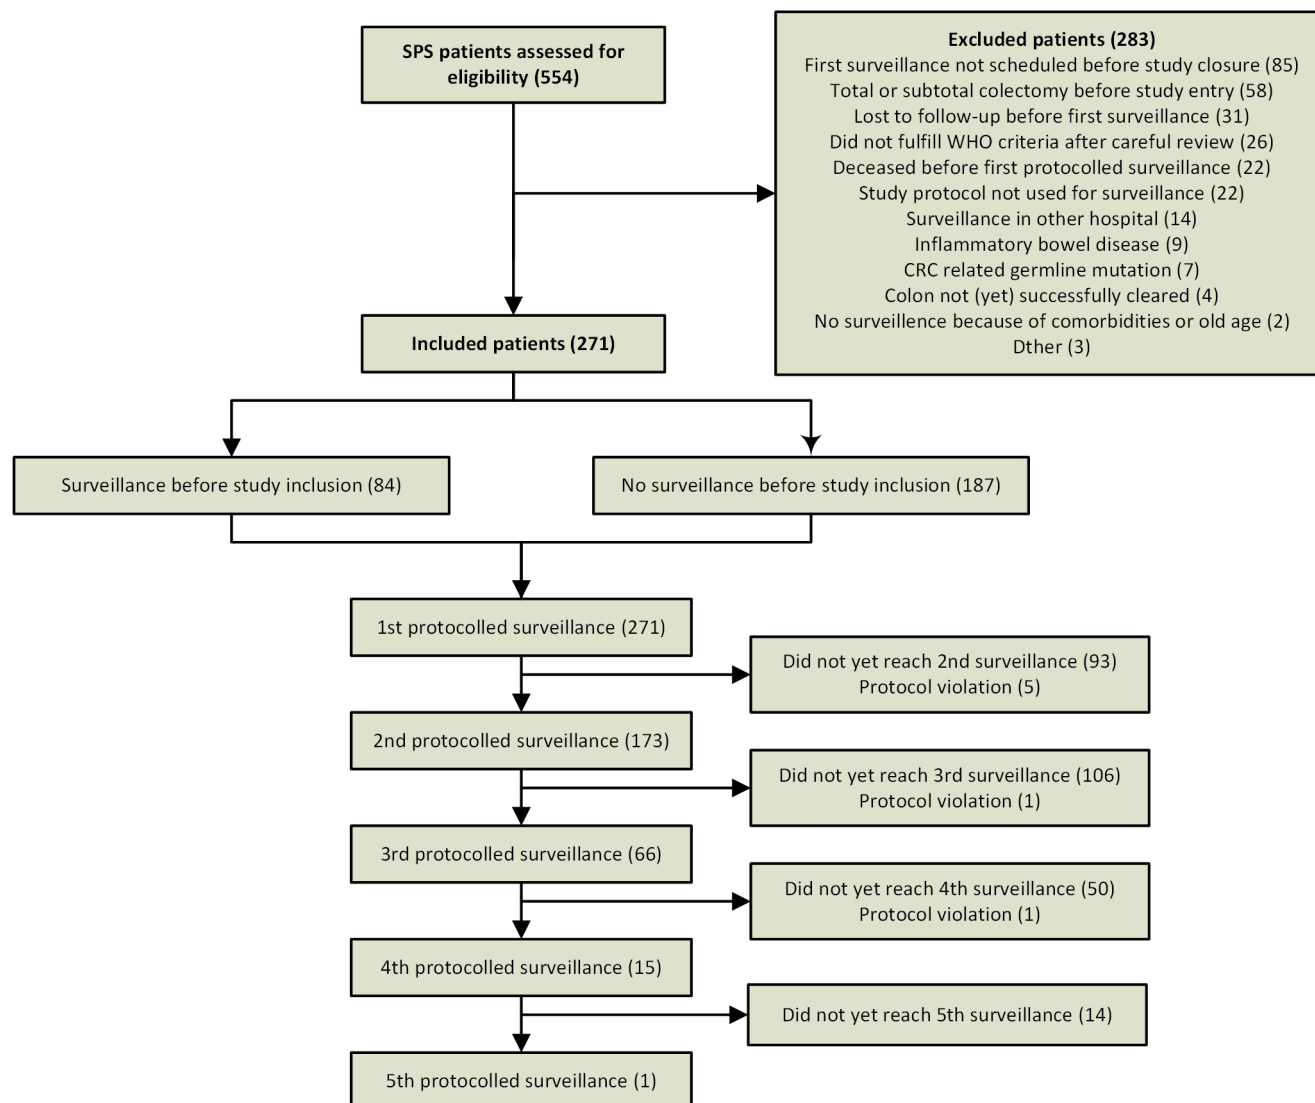 SPS patients assessed for
eligibility (554)
Excluded patients (283)
First surveillance not scheduled before study closure (85)
Total or subtotal colectomy before study entry (58)
Lost to follow-up before first surveillance (31)
Did not fulfill WHO criteria after careful review (26)
Deceased before first protocolled surveillance (22)
Study protocol not used for surveillance (22)
Surveillance in other hospital (14)
Inflammatory bowel disease (9)
CRC related germline mutation (7)
Colon not (yet) successfully cleared (4)
No surveillence because of comorbidities or old age (2)
Dther (3)
Included patients (271)
Surveillance before study inclusion (84)
No surveillance before study inclusion (187)
1st protocolled surveillance (271)
Did not yet reach 2nd surveillance (93)
Protocol violation (5)
2nd protocolled surveillance (173)
Did not yet reach 3rd surveillance (106)
Protocol violation (1)
3rd protocolled surveillance (66)
Did not yet reach 4th surveillance (50)
Protocol violation (1)
4th protocolled surveillance (15)
Did not yet reach 5th surveillance (14)
5th protocolled surveillance (1)